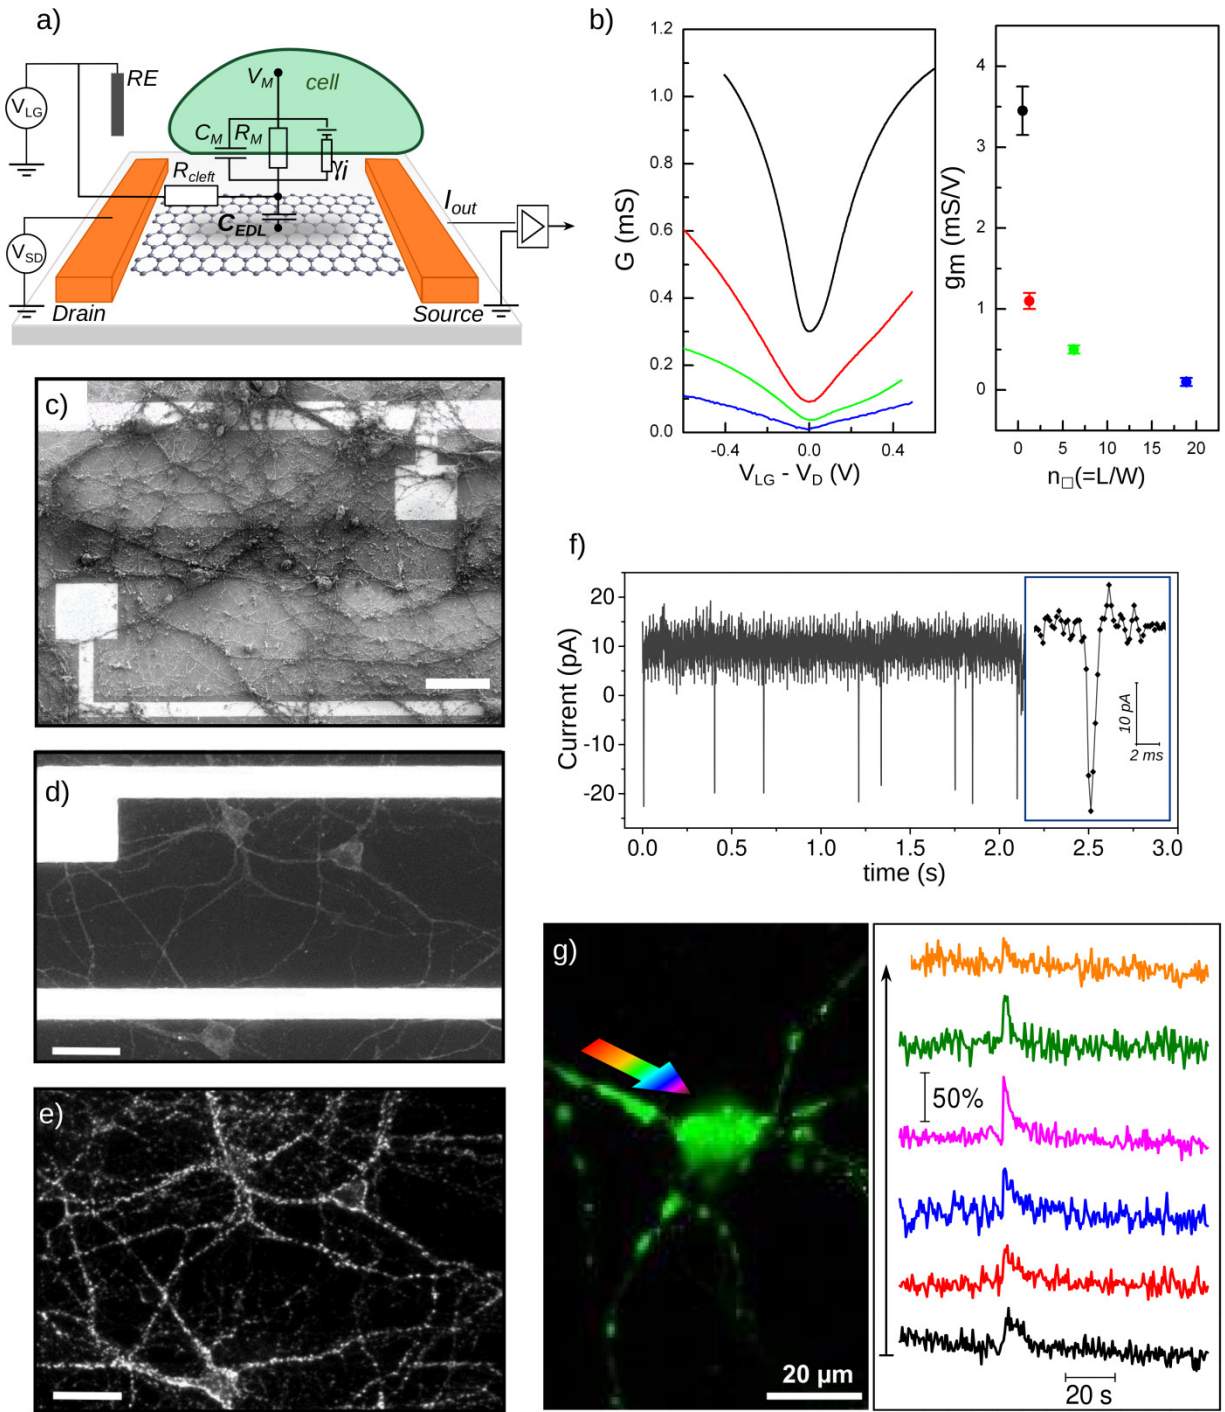 a)
RE
V_LG
V_M
cell
C_M
R_M
γi
R_cleft
I_out
C_EDL
V_SD
Drain
Source
b)
1.2
1.0
0.8
0.6
0.4
0.2
0.0
G (mS)
-0.4
0.0
0.4
V_LG - V_D (V)
4
3
2
1
0
g_m (mS/V)
0
5
10
15
20
n_□(=L/W)
c)
d)
e)
f)
20
10
0
-10
-20
Current (pA)
10 pA
2 ms
0.0
0.5
1.0
1.5
2.0
2.5
3.0
time (s)
g)
20 µm
50%
20 s